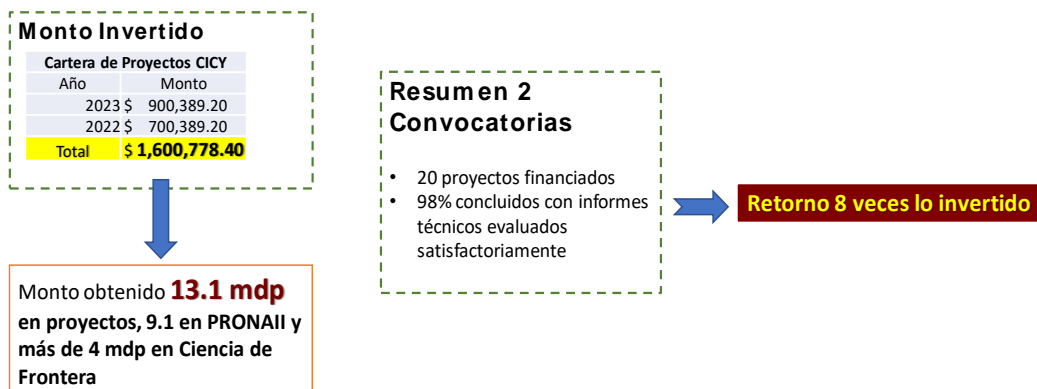 Monto Invertido
Cartera de Proyectos CICY
Año Monto
2023 $ 900,389.20
2022 $ 700,389.20
Total $ 1,600,778.40
Monto obtenido 13.1 mdp
en proyectos, 9.1 en PRONAII y
más de 4 mdp en Ciencia de
Frontera
Resumen 2
Convocatorias
• 20 proyectos financiados
• 98% concluidos con informes
técnicos evaluados
satisfactoriamente
Retorno 8 veces lo invertido